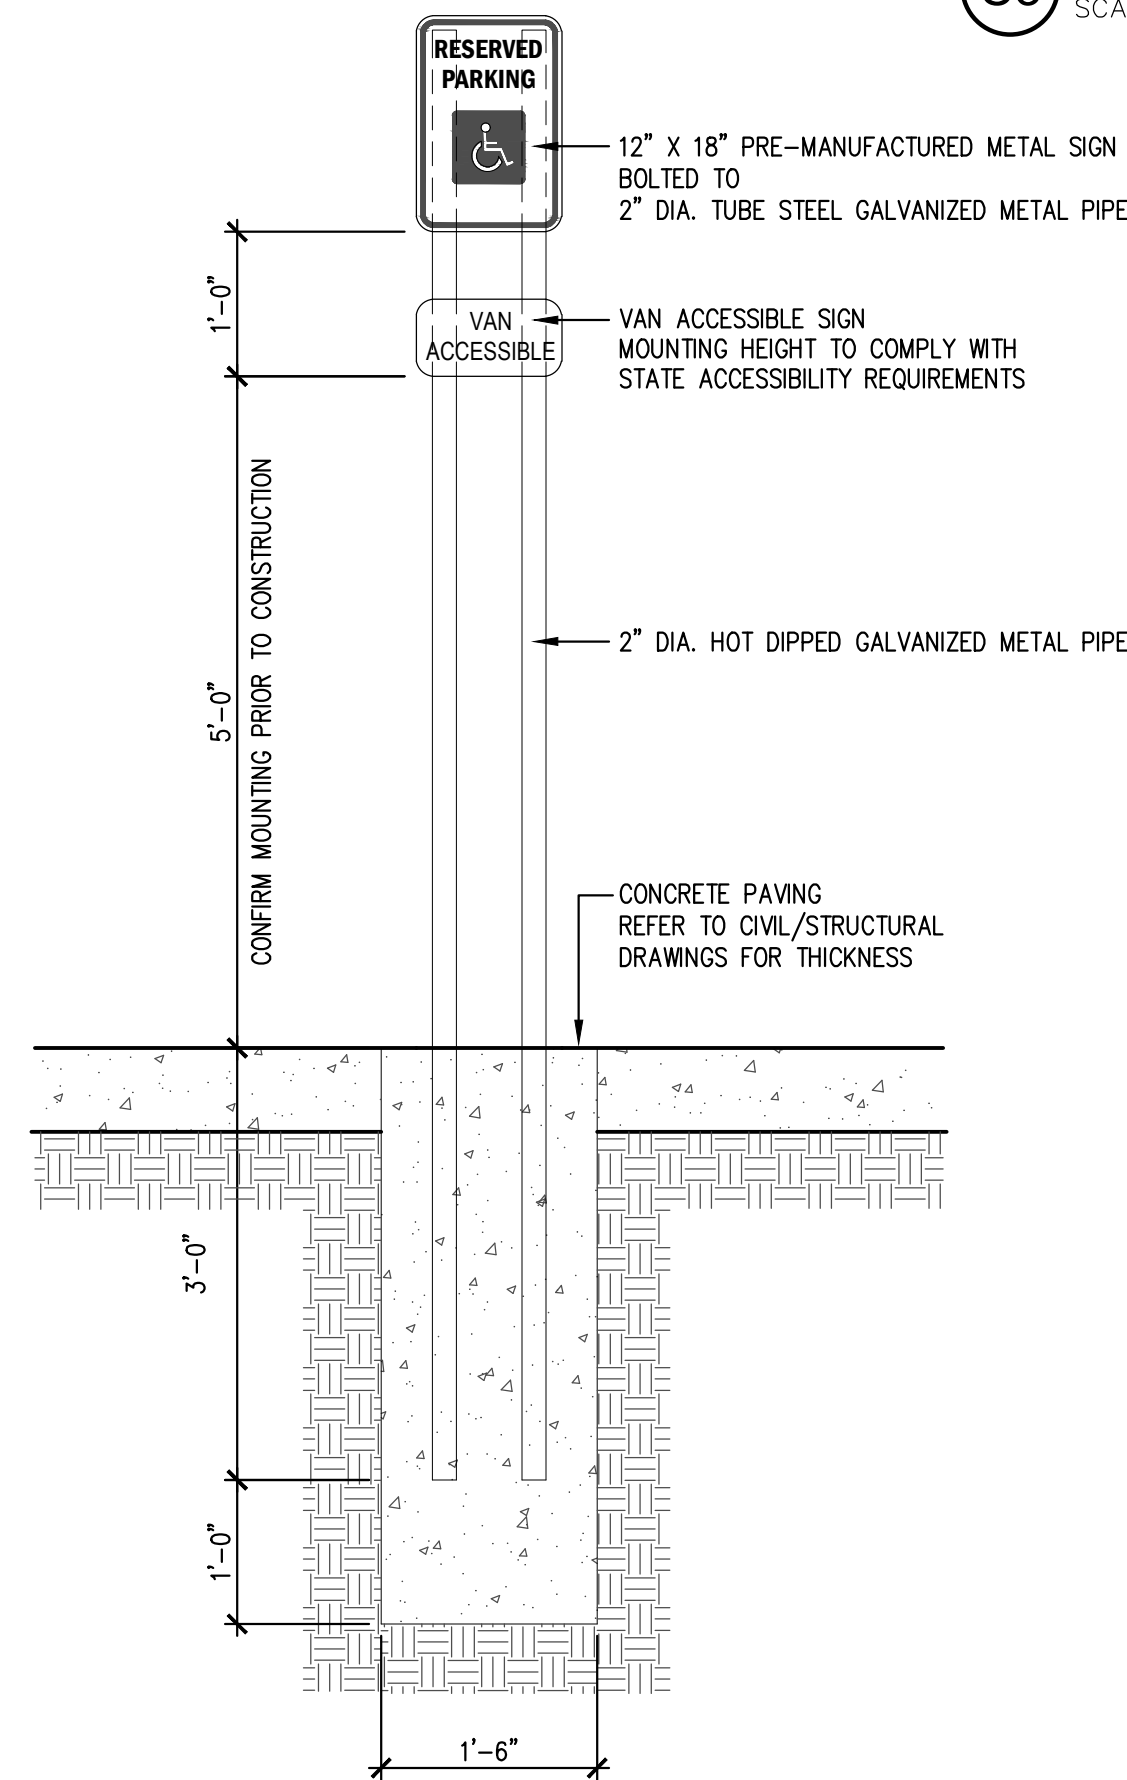 SCA
RESERVED
PARKING
12" X 18" PRE-MANUFACTURED METAL SIGN
BOLTED TO
2" DIA. TUBE STEEL GALVANIZED METAL PIPE
1'-0"
VAN
ACCESSIBLE
VAN ACCESSIBLE SIGN
MOUNTING HEIGHT TO COMPLY WITH
STATE ACCESSIBILITY REQUIREMENTS
5'-0"
CONFIRM MOUNTING PRIOR TO CONSTRUCTION
2" DIA. HOT DIPPED GALVANIZED METAL PIPE
CONCRETE PAVING
REFER TO CIVIL/STRUCTURAL
DRAWINGS FOR THICKNESS
3'-0"
1'-0"
1'-6"